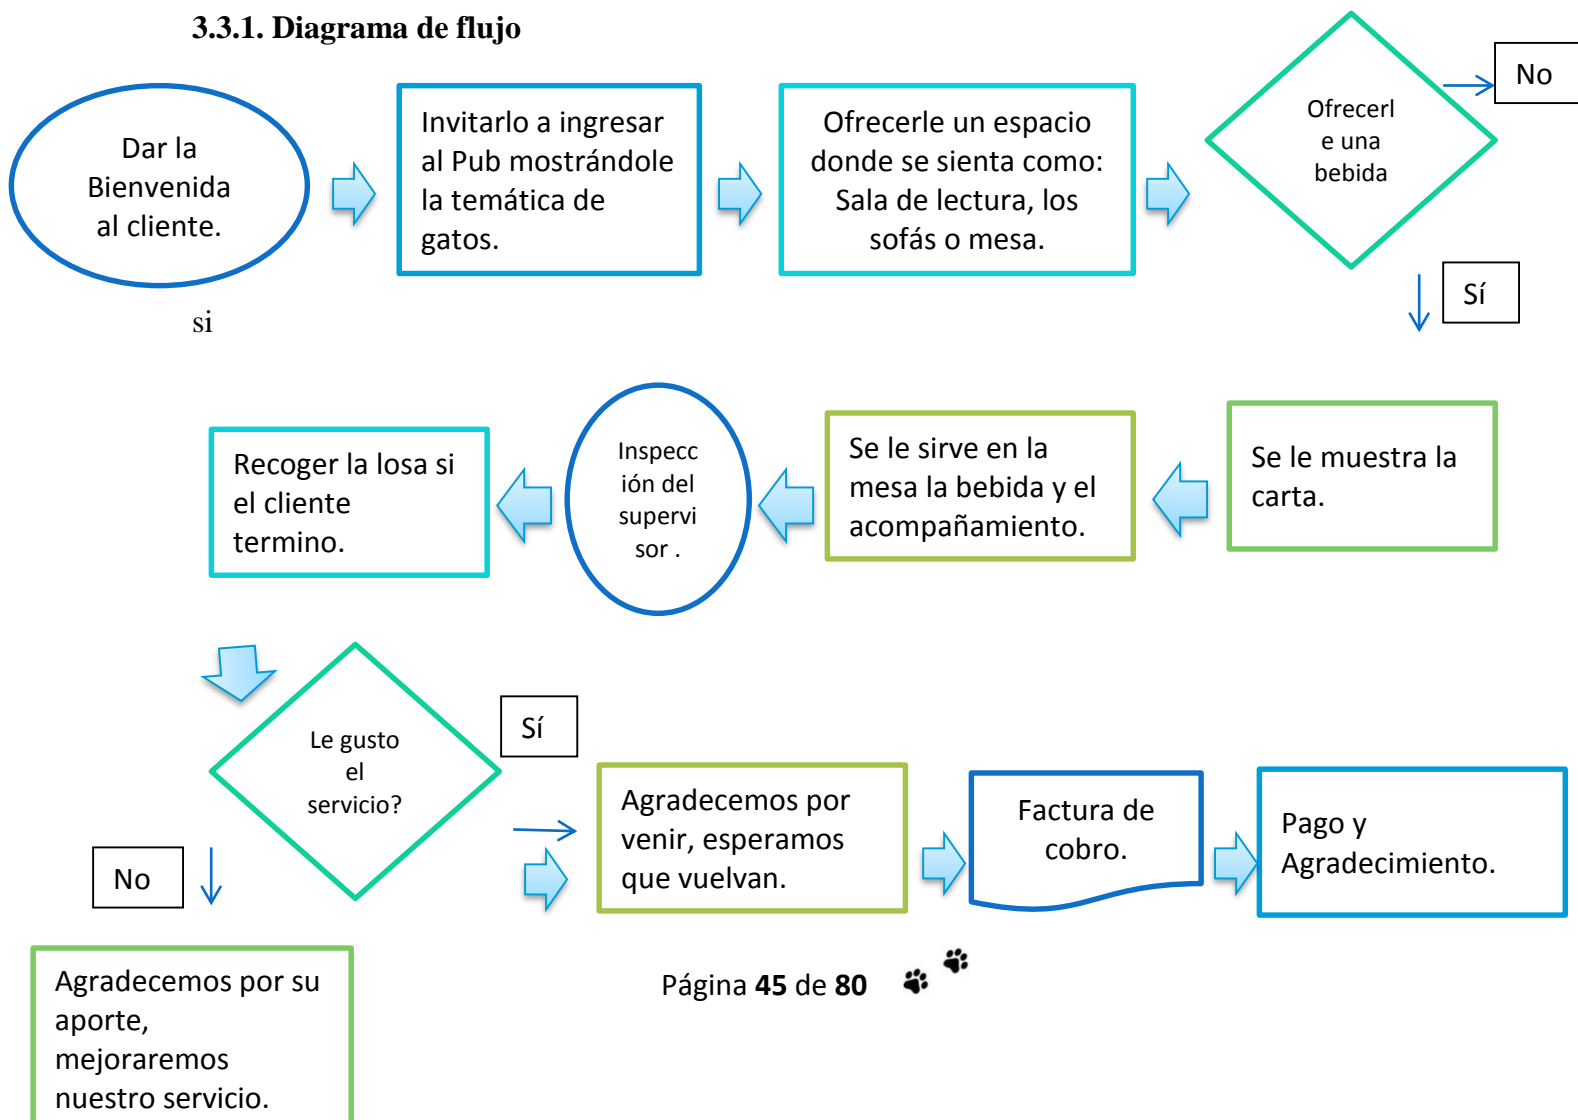 3.3.1. Diagrama de flujo
Dar la
Bienvenida
al cliente.
Invitarlo a ingresar
al Pub mostrándole
la temática de
gatos.
Ofrecerle un espacio
donde se sienta como:
Sala de lectura, los
sofás o mesa.
Ofrecerl
e una
bebida
No
Sí
si
Se le muestra la
carta.
Se le sirve en la
mesa la bebida y el
acompañamiento.
Inspecc
ión del
supervi
sor .
Recoger la losa si
el cliente
termino.
Le gusto
el
servicio?
Sí
No
Agradecemos por
venir, esperamos
que vuelvan.
Factura de
cobro.
Pago y
Agradecimiento.
Agradecemos por su
aporte,
mejoraremos
nuestro servicio.
Página 45 de 80